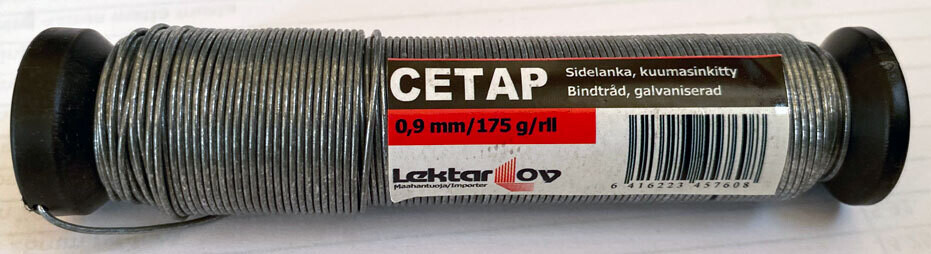 CETAP
Sidelanka, kuumasinkitty
Bindtråd, galvaniserad
0,9 mm/175 g/rll
Lektar OY
Maahantuoja/Importer
6 416223 457608